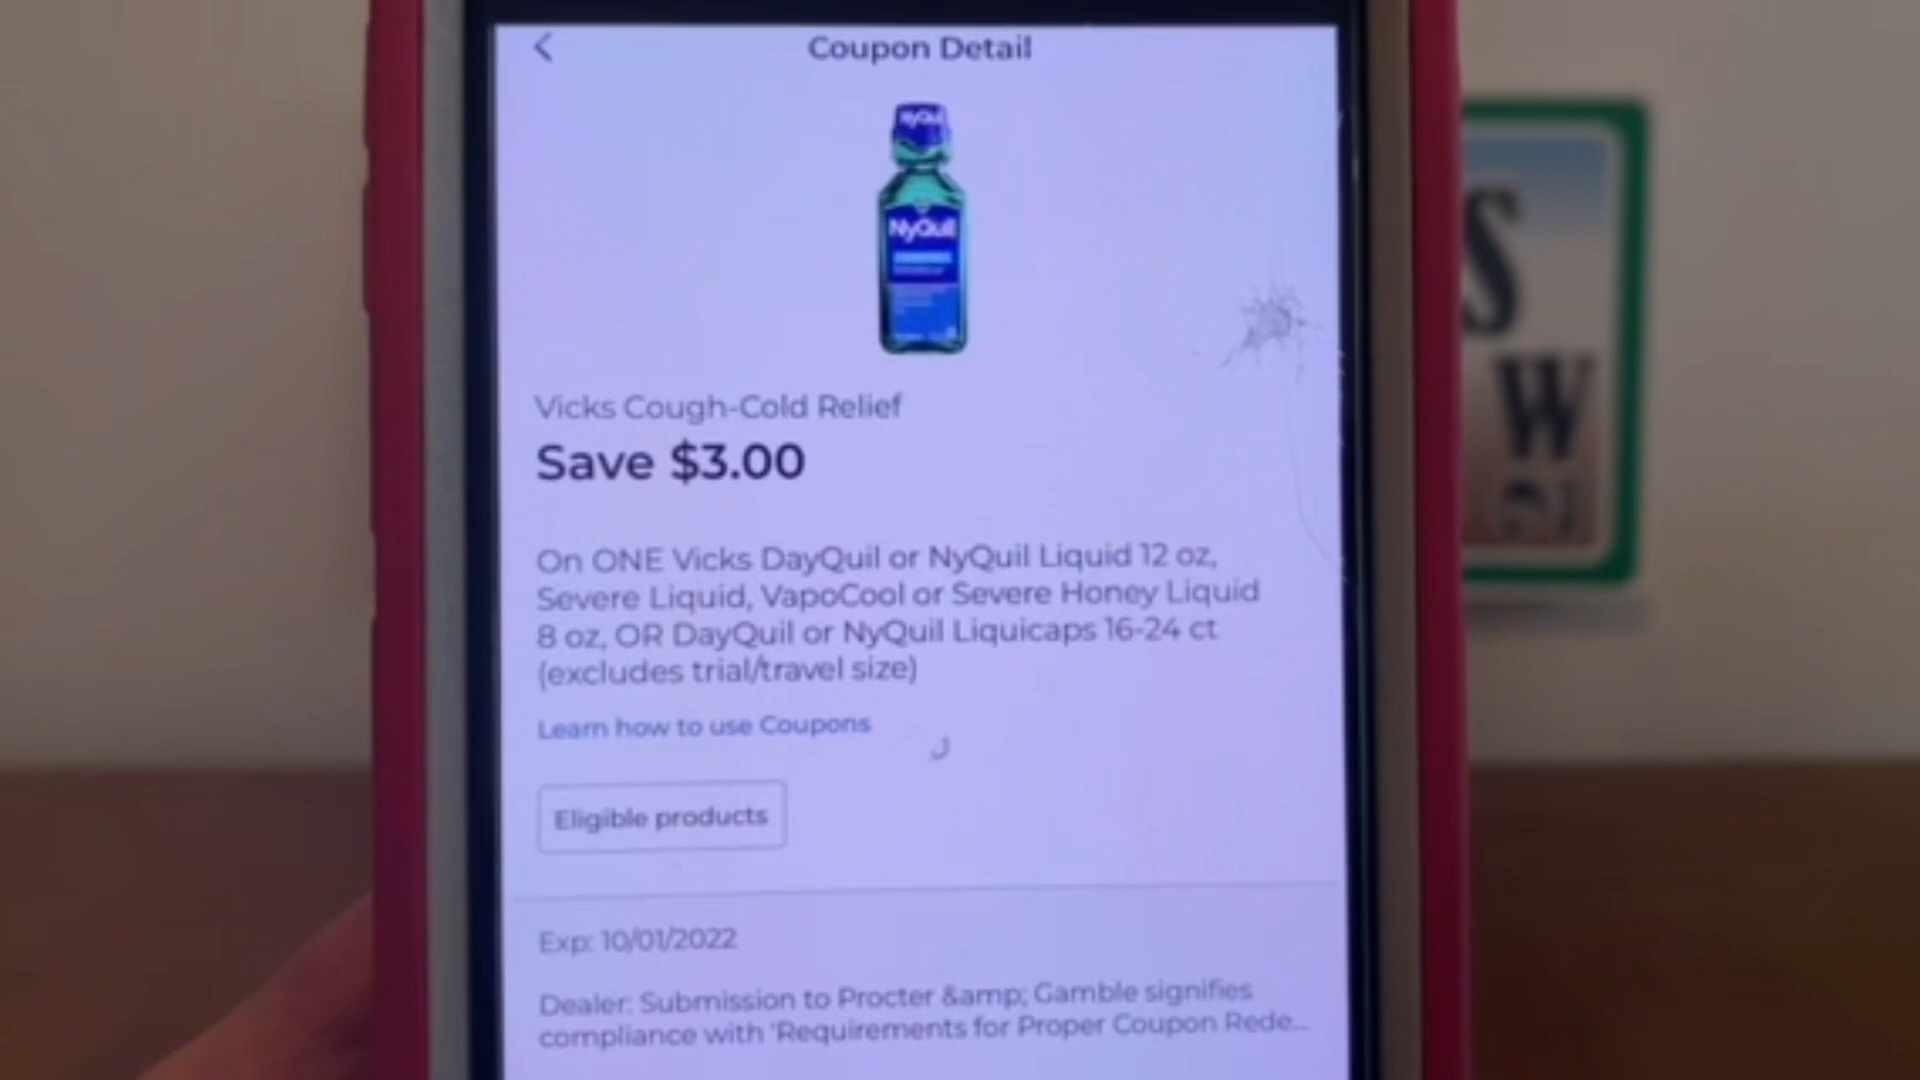 Coupon Detail
NyQuil
NyQuil
Vicks Cough-Cold Relief
Save $3.00
On ONE Vicks DayQuil or NyQuil Liquid 12 oz,
Severe Liquid, VapoCool or Severe Honey Liquid
8 oz, OR DayQuil or NyQuil Liquicaps 16-24 ct
(excludes trial/travel size)
Learn how to use Coupons
Eligible products
Exp: 10/01/2022
Dealer: Submission to Procter &amp; Gamble signifies
compliance with 'Requirements for Proper Coupon Rede...
S
W